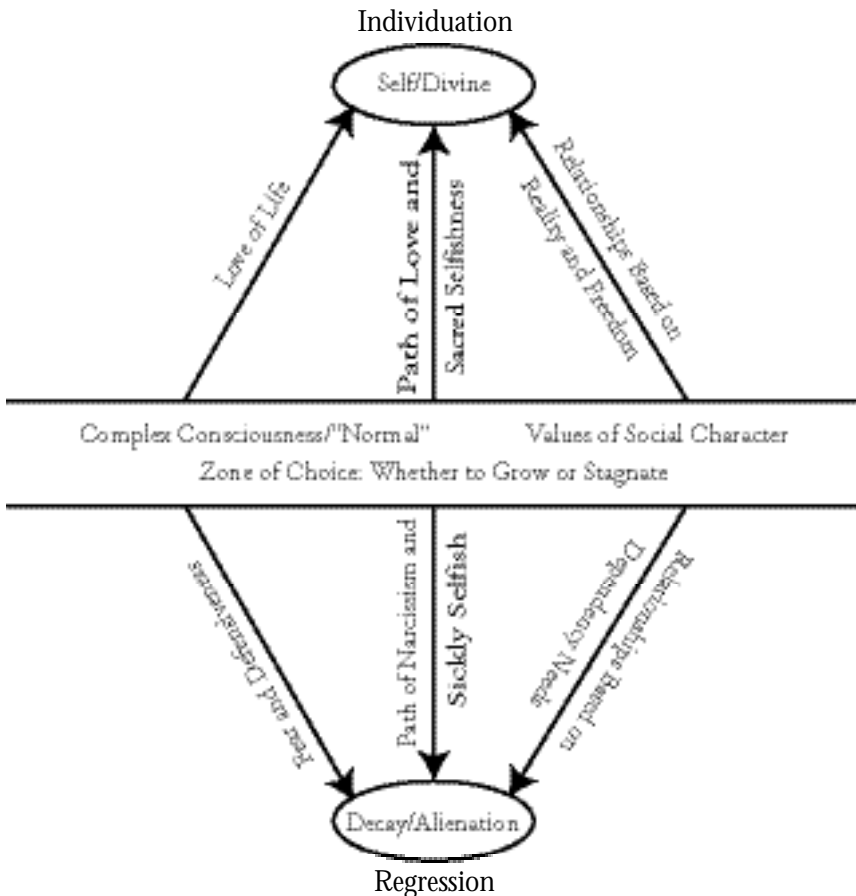 Individuation
Self/Divine
Love of Life
Path of Love and
Sacred Selfishness
Relationships Based on
Reality and Freedom
Complex Consciousness/"Normal"
Values of Social Character
Zone of Choice: Whether to Grow or Stagnate
Fear and Defensiveness
Path of Narcissism and
Sickly Selfish
Relationships Based on
Dependency Needs
Decay/Alienation
Regression